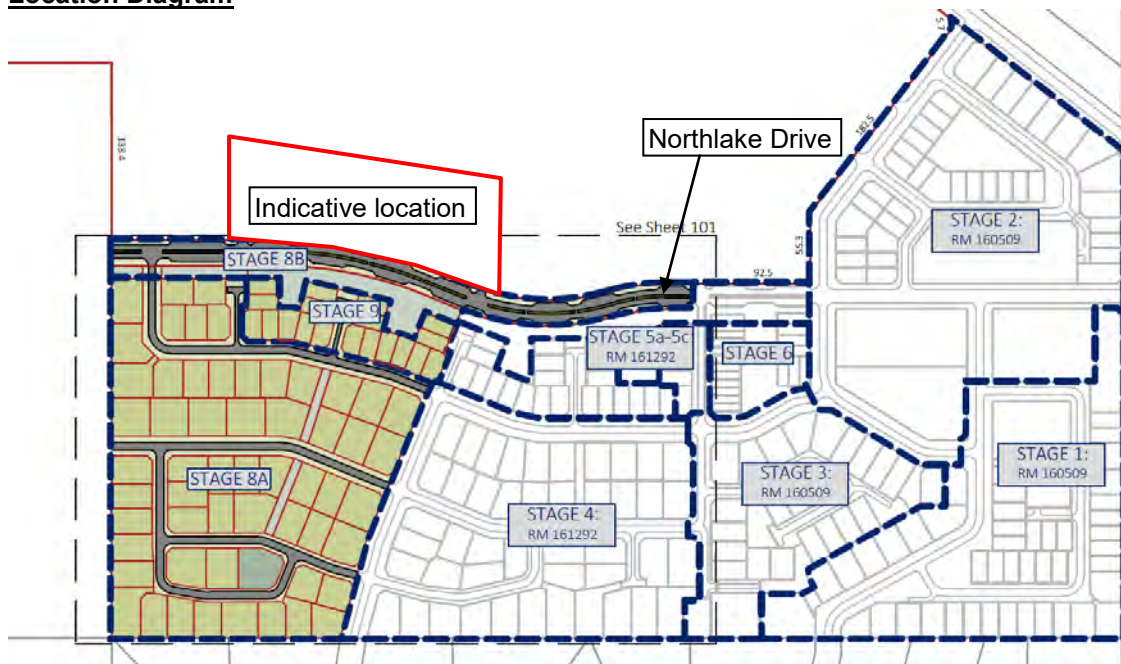 Location Diagram
5.7
138.4
182.5
Northlake Drive
Indicative location
See Sheet 101
STAGE 2:
RM 160509
55.3
STAGE 8B
92.5
STAGE 9
STAGE 5a-5c:
RM 161292
STAGE 6
STAGE 1:
RM 160509
STAGE 3:
RM 160509
STAGE 8A
STAGE 4:
RM 161292